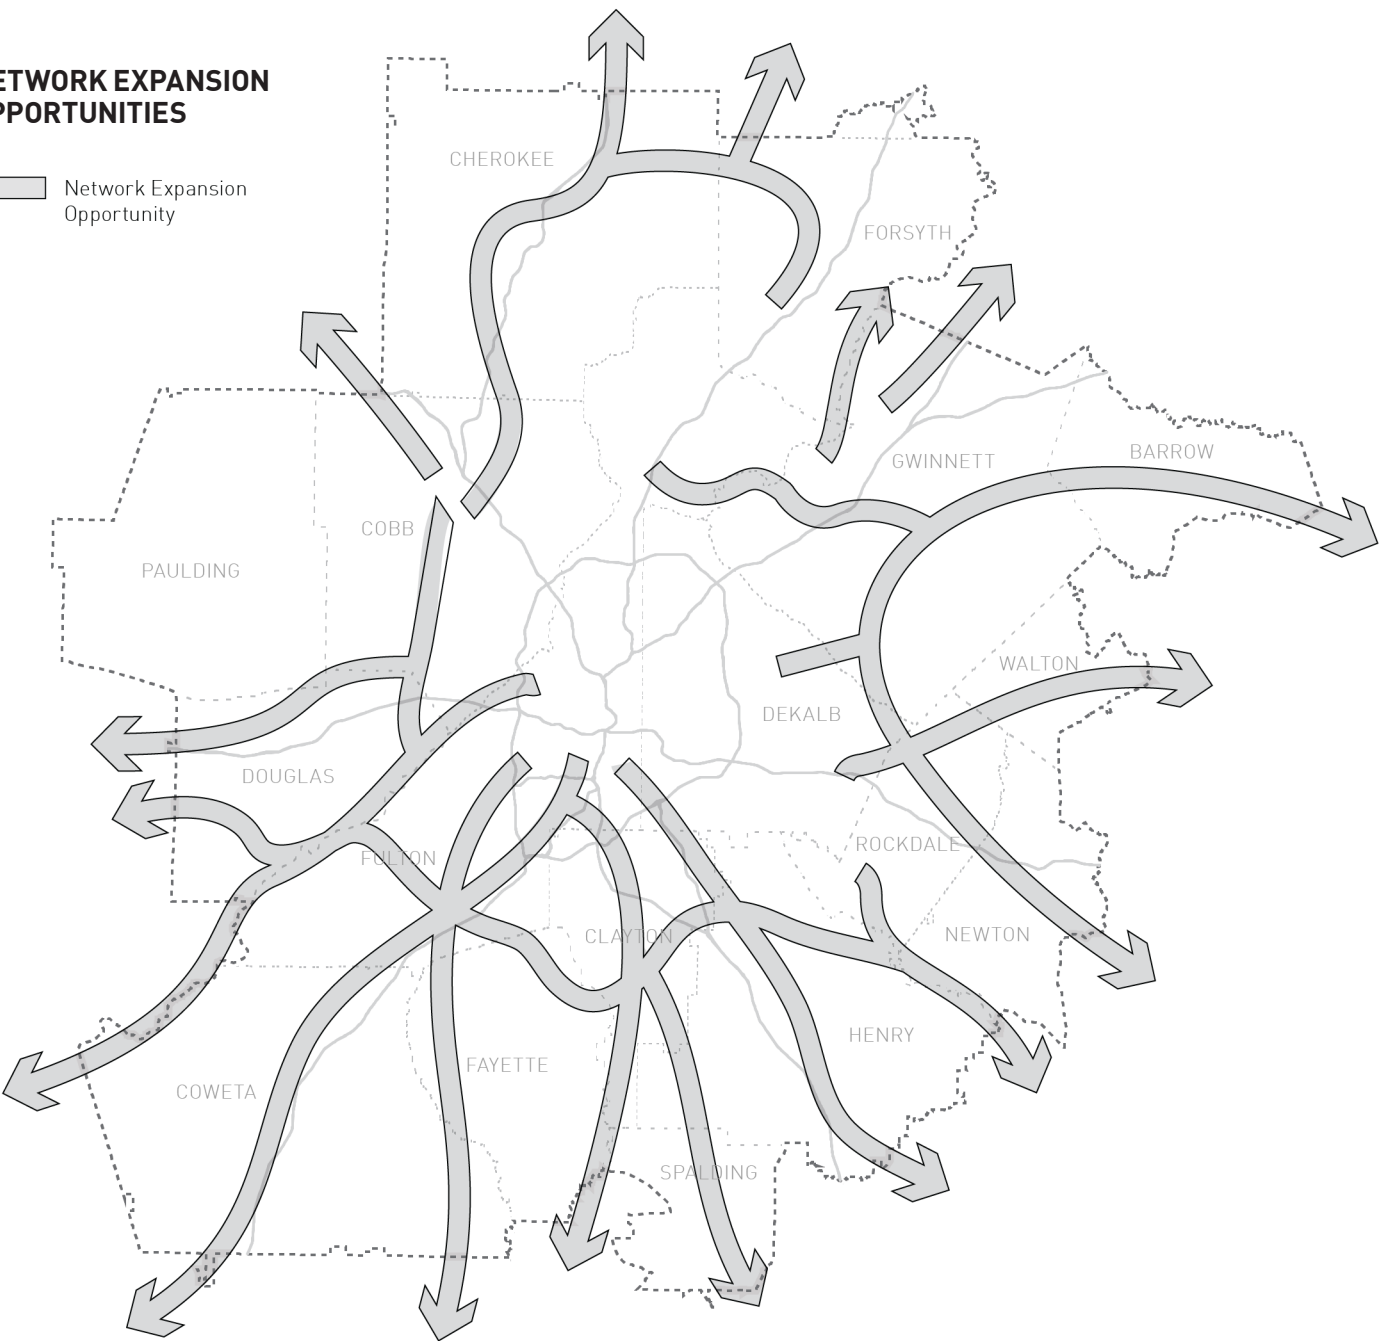 ETWORK EXPANSION
PPORTUNITIES
Network Expansion
Opportunity
CHEROKEE
FORSYTH
GWINNETT
BARROW
COBB
PAULDING
WALTON
DEKALB
DOUGLAS
FULTON
ROCKDALE
CLAYTON
NEWTON
HENRY
FAYETTE
COWETA
SPALDING